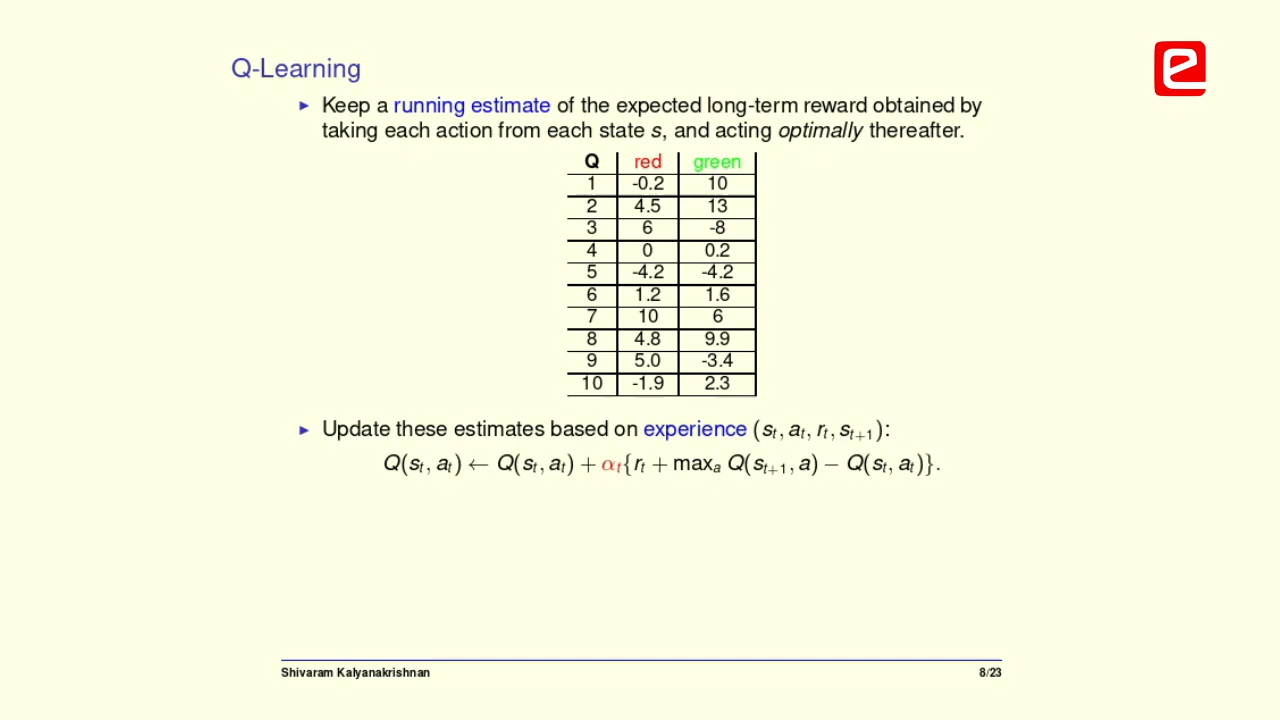 Q-Learning
► Keep a running estimate of the expected long-term reward obtained by
taking each action from each state s, and acting optimally thereafter.
Q red green
1 -0.2 10
2 4.5 13
3 6 -8
4 0 0.2
5 -4.2 -4.2
6 1.2 1.6
7 10 6
8 4.8 9.9
9 5.0 -3.4
10 -1.9 2.3
► Update these estimates based on experience (sₜ, aₜ, rₜ, sₜ₊₁):
Q(sₜ, aₜ) ← Q(sₜ, aₜ) + αₜ{rₜ + maxₐ Q(sₜ₊₁, a) − Q(sₜ, aₜ)}.
Shivaram Kalyanakrishnan 8/23